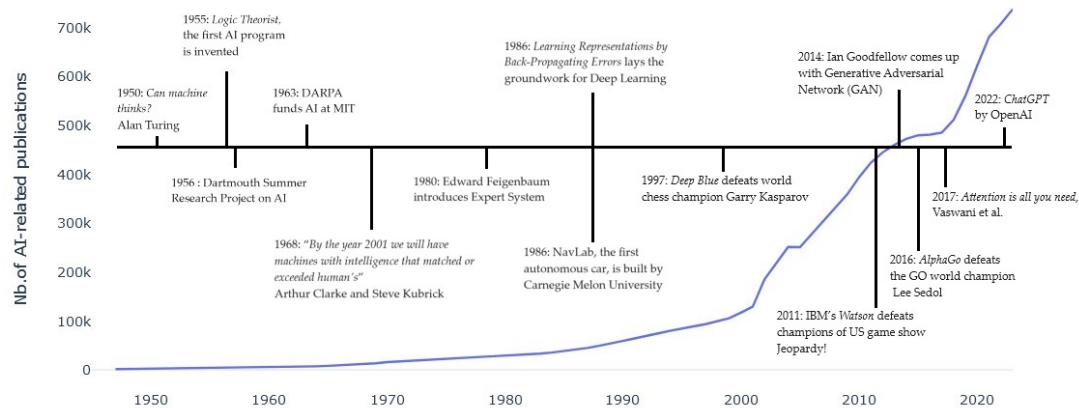 Nb.of AI-related publications
700k
600k
500k
400k
300k
200k
100k
0
1950
1960
1970
1980
1990
2000
2010
2020
1950: Can machine
thinks?
Alan Turing
1955: Logic Theorist,
the first AI program
is invented
1956 : Dartmouth Summer
Research Project on AI
1963: DARPA
funds AI at MIT
1968: “By the year 2001 we will have
machines with intelligence that matched or
exceeded human's”
Arthur Clarke and Steve Kubrick
1980: Edward Feigenbaum
introduces Expert System
1986: Learning Representations by
Back-Propagating Errors lays the
groundwork for Deep Learning
1986: NavLab, the first
autonomous car, is built by
Carnegie Melon University
1997: Deep Blue defeats world
chess champion Garry Kasparov
2011: IBM's Watson defeats
champions of US game show
Jeopardy!
2014: Ian Goodfellow comes up
with Generative Adversarial
Network (GAN)
2016: AlphaGo defeats
the GO world champion
Lee Sedol
2017: Attention is all you need,
Vaswani et al.
2022: ChatGPT
by OpenAI